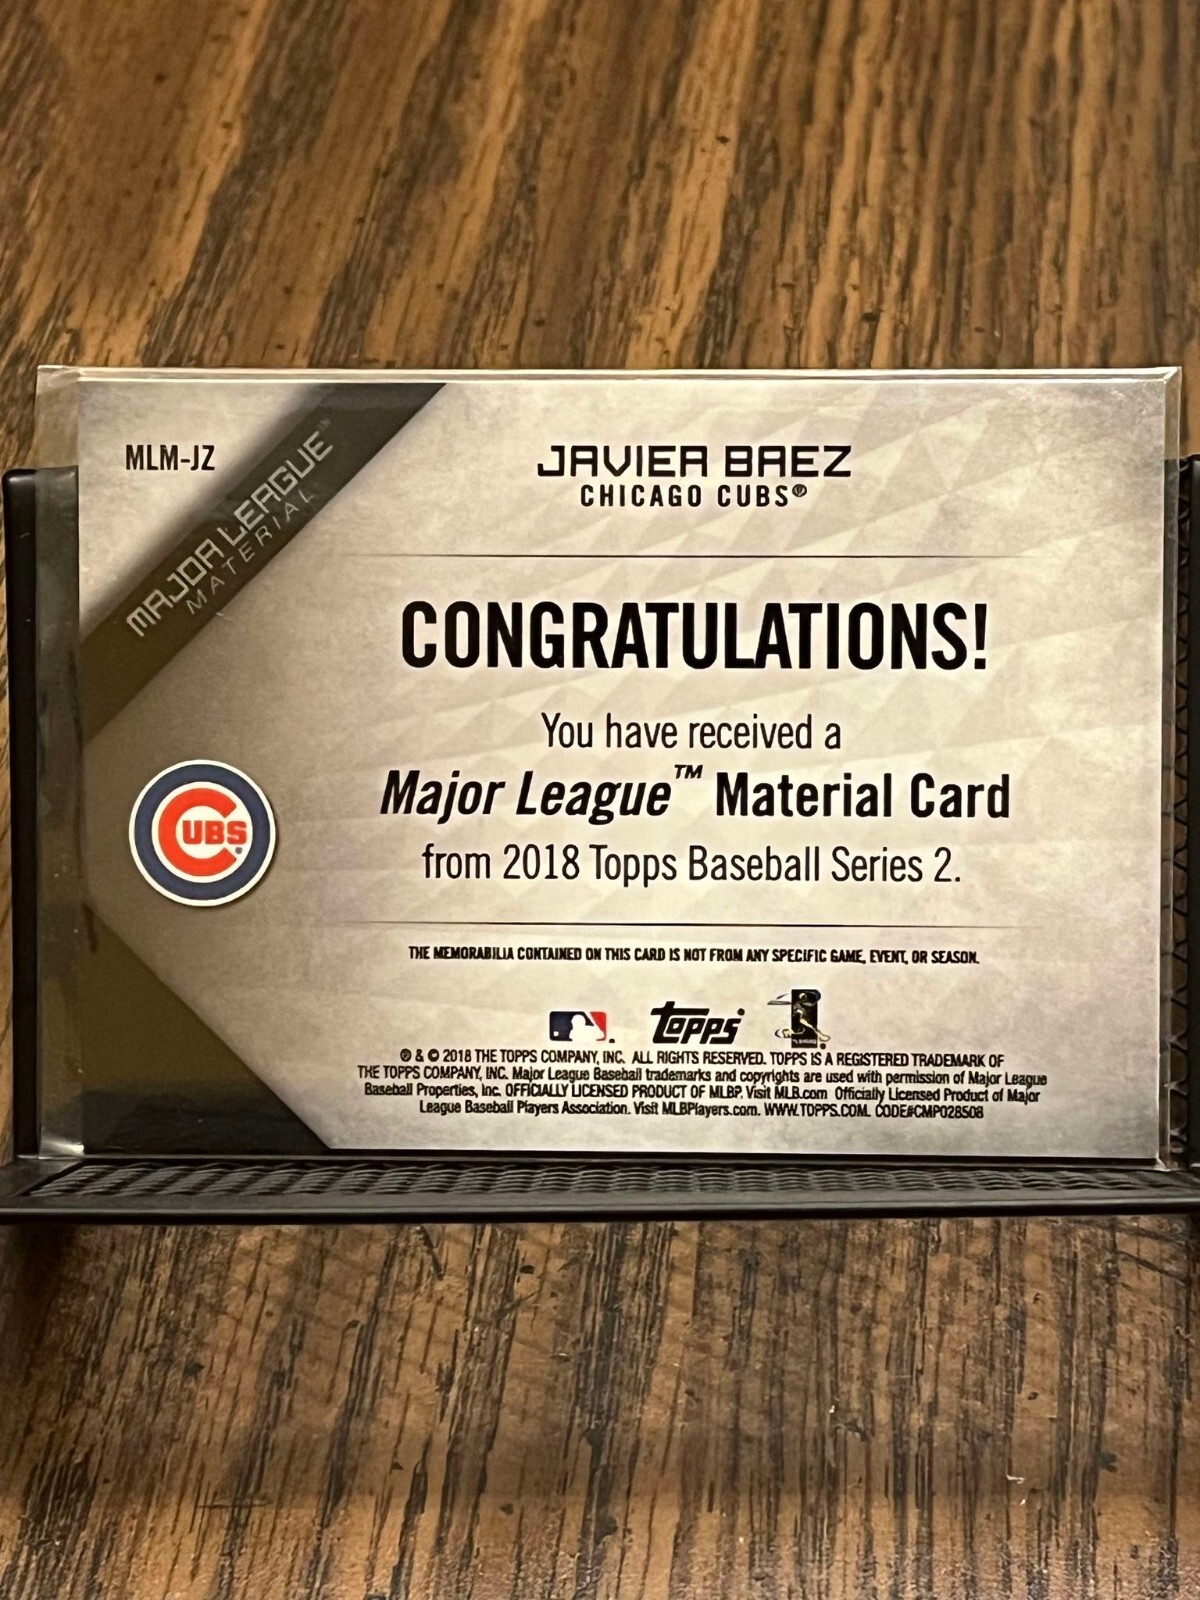 MLM-JZ
MAJOR LEAGUE™
MATERIAL
JAVIER BAEZ
CHICAGO CUBS®
CONGRATULATIONS!
You have received a
Major League™ Material Card
from 2018 Topps Baseball Series 2.
CUBS
THE MEMORABILIA CONTAINED ON THIS CARD IS NOT FROM ANY SPECIFIC GAME, EVENT, OR SEASON.
Topps
® & © 2018 THE TOPPS COMPANY, INC. ALL RIGHTS RESERVED. TOPPS IS A REGISTERED TRADEMARK OF
THE TOPPS COMPANY, INC. Major League Baseball trademarks and copyrights are used with permission of Major League
Baseball Properties, Inc. OFFICIALLY LICENSED PRODUCT OF MLBP. Visit MLB.com Officially Licensed Product of Major
League Baseball Players Association. Visit MLBPlayers.com. WWW.TOPPS.COM. CODE#CMP028508